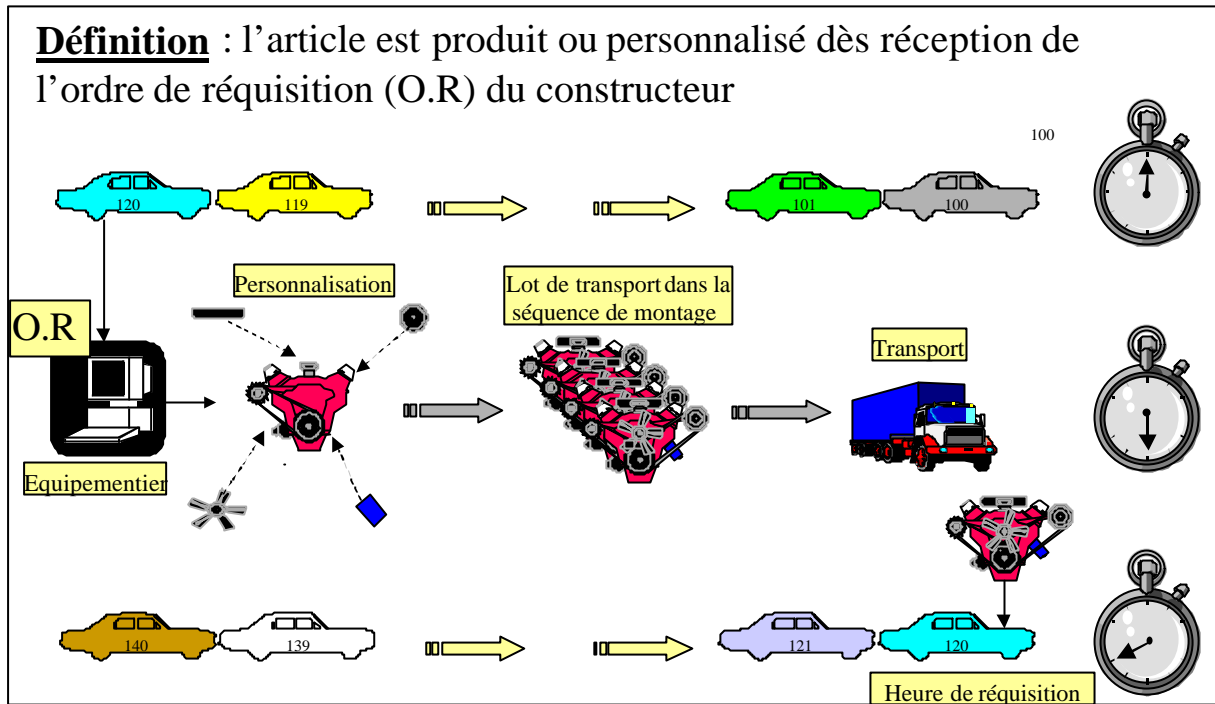 Définition : l'article est produit ou personnalisé dès réception de
l'ordre de réquisition (O.R) du constructeur
100
120
119
101
100
Personnalisation
Lot de transport dans la
séquence de montage
O.R
Transport
Equipementier
140
139
121
120
Heure de réquisition